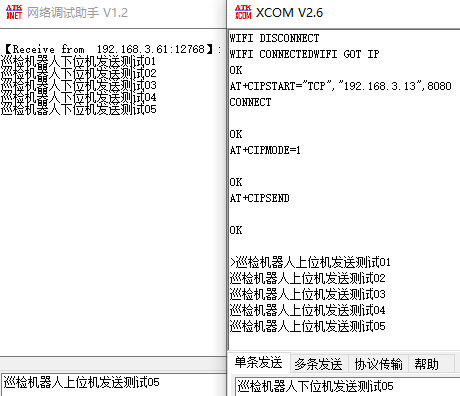 ATK
XNET
网络调试助手 V1.2
【Receive from 192.168.3.61:12768】:
巡检机器人下位机发送测试01
巡检机器人下位机发送测试02
巡检机器人下位机发送测试03
巡检机器人下位机发送测试04
巡检机器人下位机发送测试05
巡检机器人上位机发送测试05
ATK
XCOM
XCOM V2.6
WIFI DISCONNECT
WIFI CONNECTEDWIFI GOT IP
OK
AT+CIPSTART="TCP","192.168.3.13",8080
CONNECT
OK
AT+CIPMODE=1
OK
AT+CIPSEND
OK
>巡检机器人上位机发送测试01
巡检机器人上位机发送测试02
巡检机器人上位机发送测试03
巡检机器人上位机发送测试04
巡检机器人上位机发送测试05
单条发送 多条发送 协议传输 帮助
巡检机器人下位机发送测试05